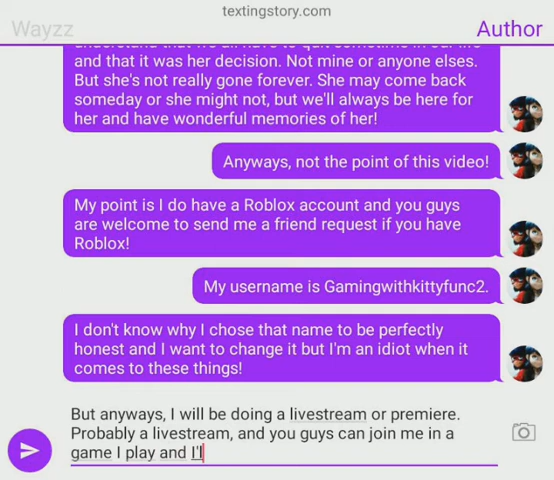 textingstory.com
Wayzz
Author
and that it was her decision. Not mine or anyone elses.
But she's not really gone forever. She may come back
someday or she might not, but we'll always be here for
her and have wonderful memories of her!
Anyways, not the point of this video!
My point is I do have a Roblox account and you guys
are welcome to send me a friend request if you have
Roblox!
My username is Gamingwithkittyfunc2.
I don't know why I chose that name to be perfectly
honest and I want to change it but I'm an idiot when it
comes to these things!
But anyways, I will be doing a livestream or premiere.
Probably a livestream, and you guys can join me in a
game I play and I'l